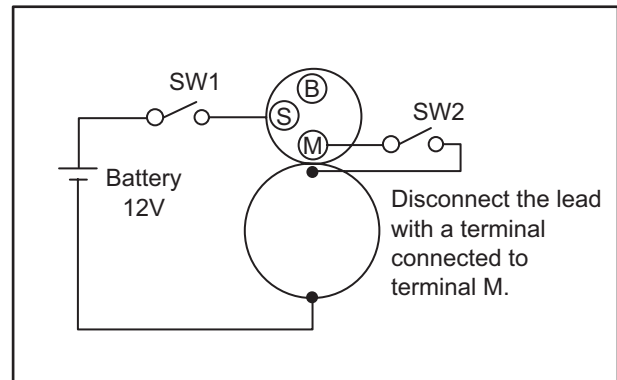 SW1
B
S
SW2
M
Battery
12V
Disconnect the lead
with a terminal
connected to
terminal M.